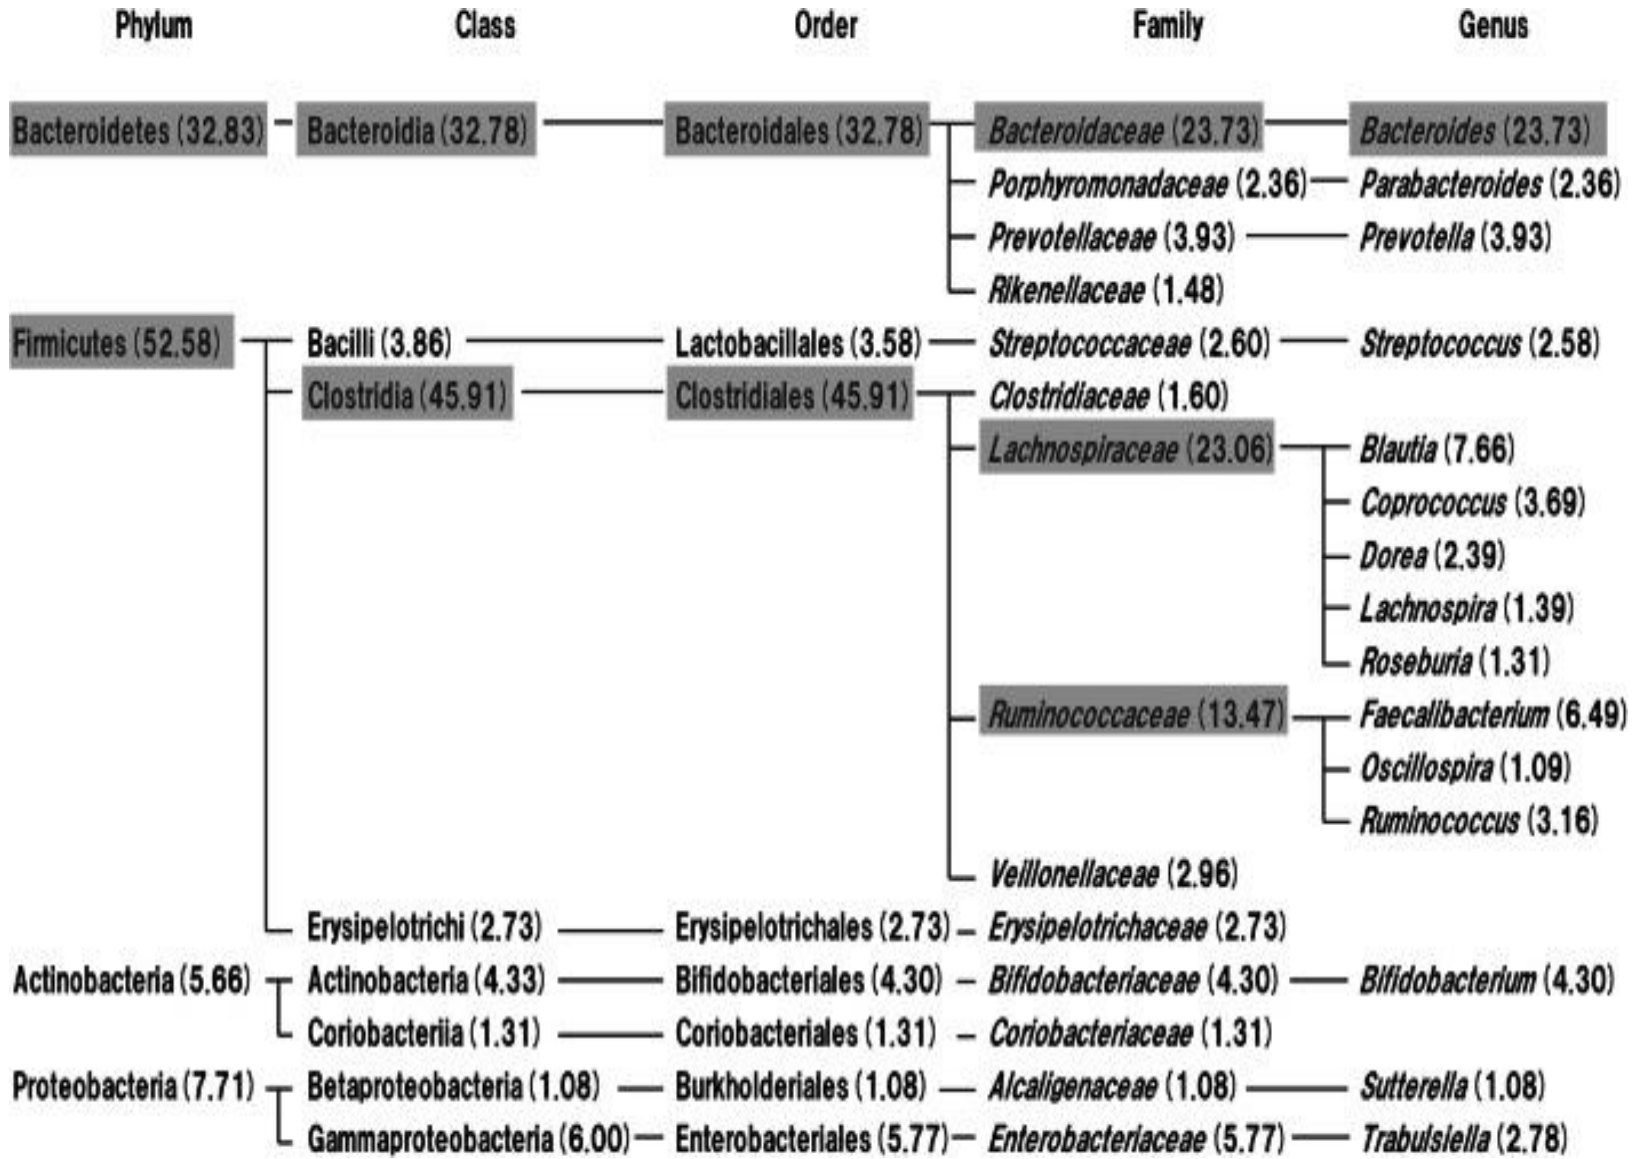 Phylum Class Order Family Genus
Bacteroidetes (32.83) Bacteroidia (32.78) Bacteroidales (32.78) Bacteroidaceae (23.73) Bacteroides (23.73)
Porphyromonadaceae (2.36) Parabacteroides (2.36)
Prevotellaceae (3.93) Prevotella (3.93)
Rikenellaceae (1.48)
Firmicutes (52.58) Bacilli (3.86) Lactobacillales (3.58) Streptococcaceae (2.60) Streptococcus (2.58)
Clostridia (45.91) Clostridiales (45.91) Clostridiaceae (1.60)
Lachnospiraceae (23.06) Blautia (7.66)
Coprococcus (3.69)
Dorea (2.39)
Lachnospira (1.39)
Roseburia (1.31)
Ruminococcaceae (13.47) Faecalibacterium (6.49)
Oscillospira (1.09)
Ruminococcus (3.16)
Veillonellaceae (2.96)
Erysipelotrichi (2.73) Erysipelotrichales (2.73) Erysipelotrichaceae (2.73)
Actinobacteria (5.66) Actinobacteria (4.33) Bifidobacteriales (4.30) Bifidobacteriaceae (4.30) Bifidobacterium (4.30)
Coriobacteriia (1.31) Coriobacteriales (1.31) Coriobacteriaceae (1.31)
Proteobacteria (7.71) Betaproteobacteria (1.08) Burkholderiales (1.08) Alcaligenaceae (1.08) Sutterella (1.08)
Gammaproteobacteria (6.00) Enterobacteriales (5.77) Enterobacteriaceae (5.77) Trabulsiella (2.78)